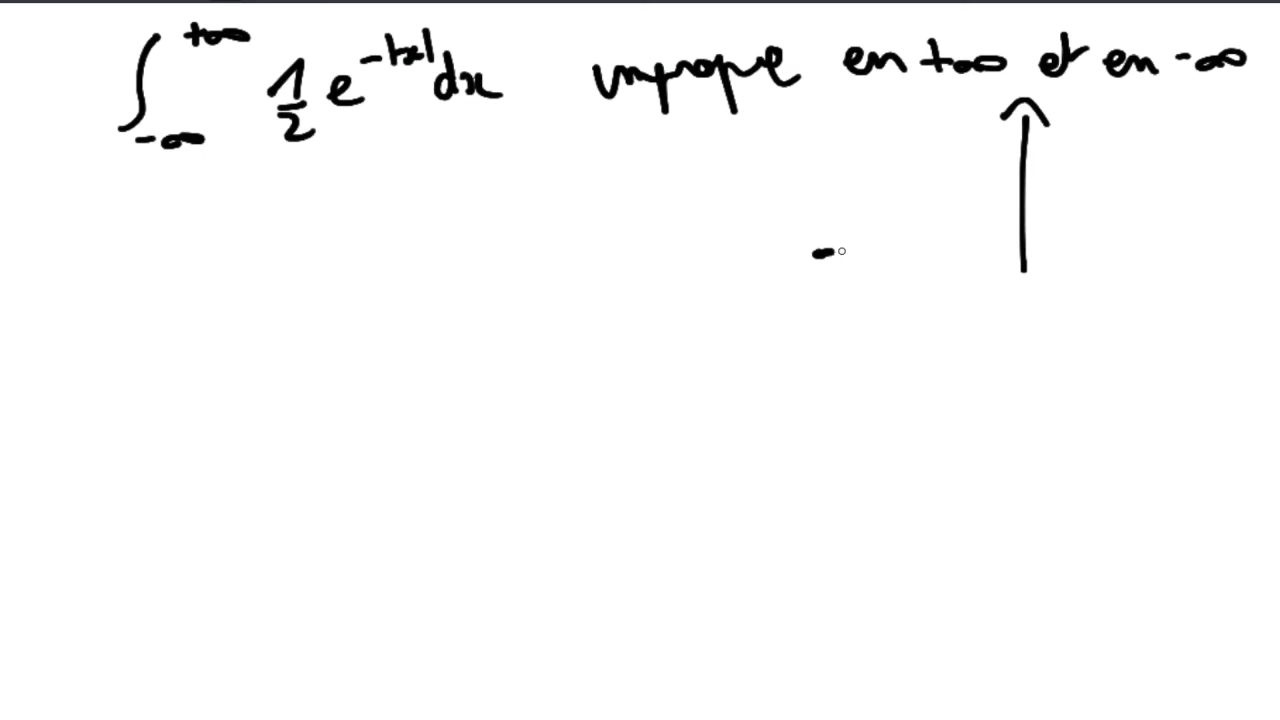 ∫_{-∞}^{+∞} 1/2 e^{-|x|} dx impropre en +∞ et en -∞